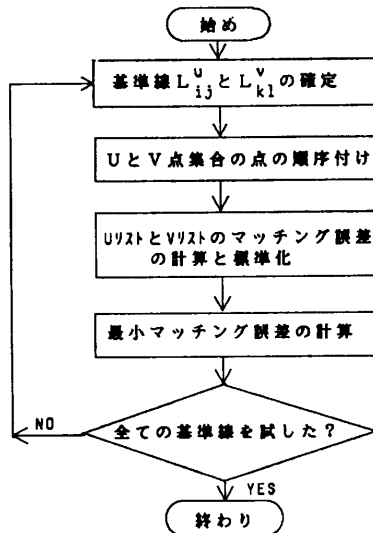 始め
基準線L^u_ijとL^v_klの確定
UとV点集合の点の順序付け
UリストとVリストのマッチング誤差
の計算と標準化
最小マッチング誤差の計算
全ての基準線を試した？
NO
YES
終わり